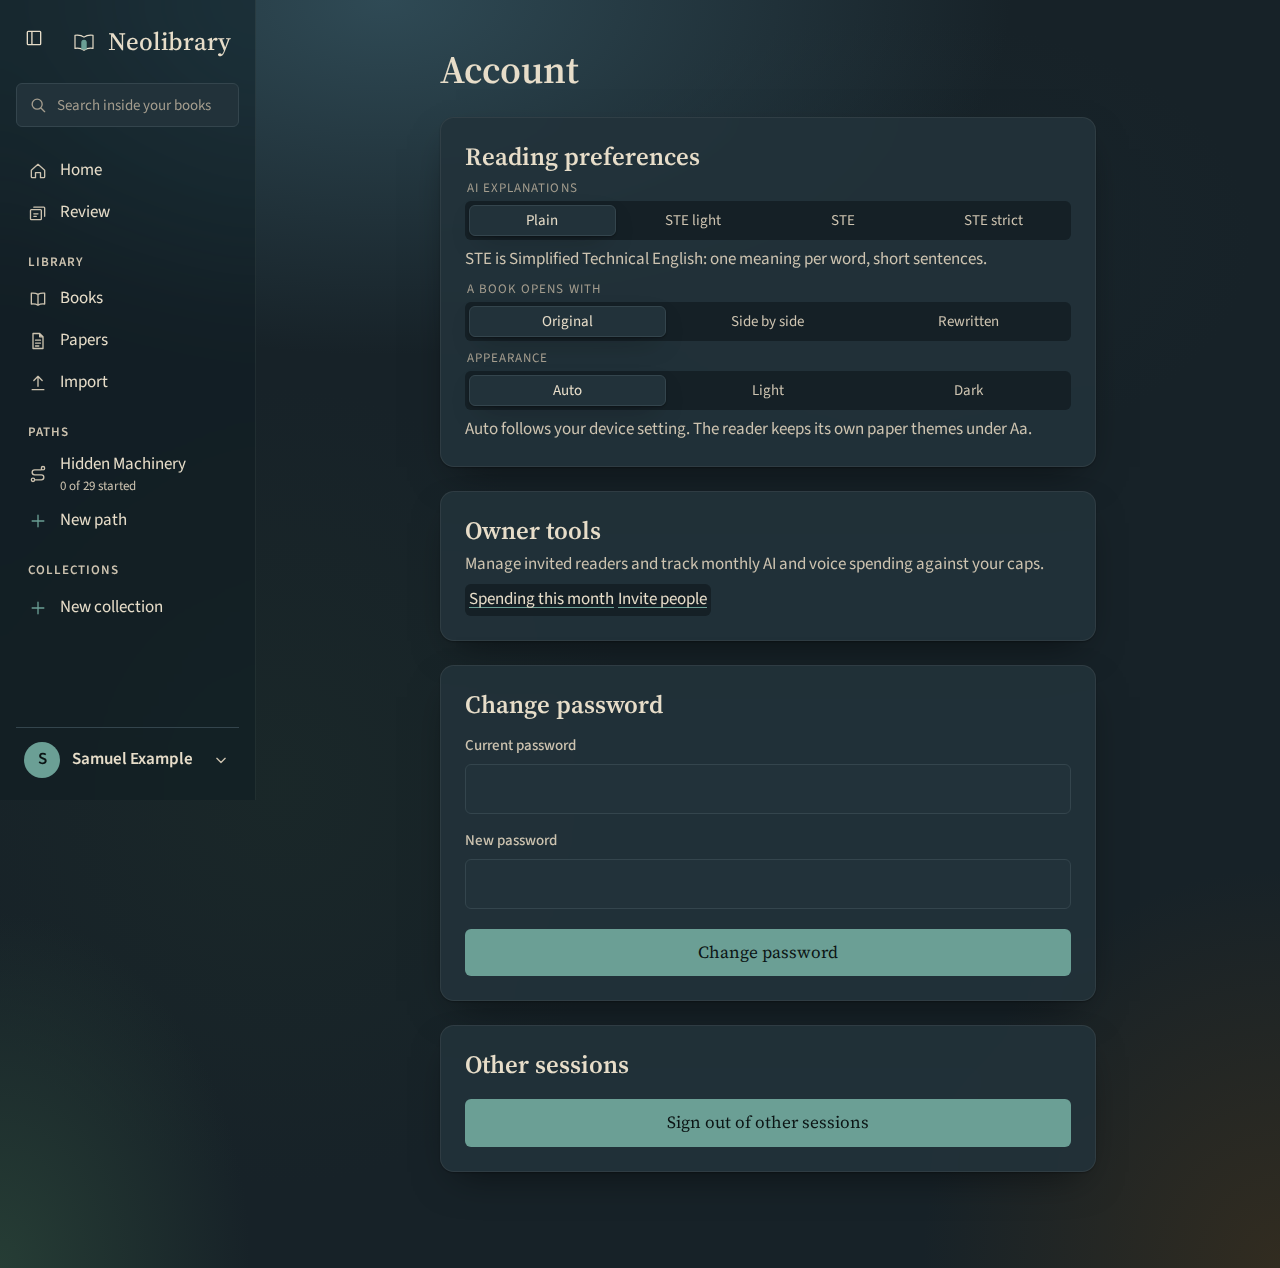 Neolibrary
Search inside your books
Home
Review
LIBRARY
Books
Papers
Import
PATHS
Hidden Machinery
0 of 29 started
New path
COLLECTIONS
New collection
S
Samuel Example
Account
Reading preferences
AI EXPLANATIONS
Plain STE light STE STE strict
STE is Simplified Technical English: one meaning per word, short sentences.
A BOOK OPENS WITH
Original Side by side Rewritten
APPEARANCE
Auto Light Dark
Auto follows your device setting. The reader keeps its own paper themes under Aa.
Owner tools
Manage invited readers and track monthly AI and voice spending against your caps.
Spending this month Invite people
Change password
Current password
New password
Change password
Other sessions
Sign out of other sessions